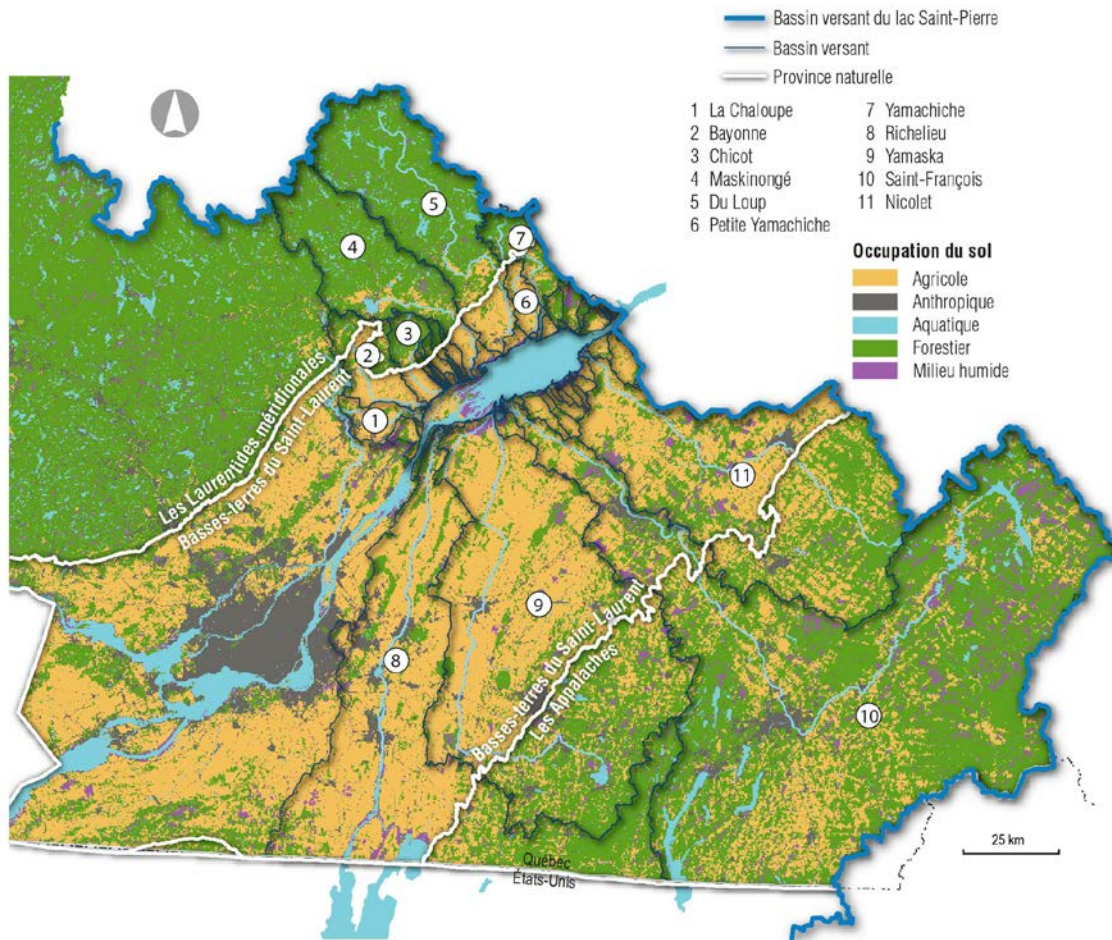 Bassin versant du lac Saint-Pierre
Bassin versant
Province naturelle
1 La Chaloupe
2 Bayonne
3 Chicot
4 Maskinongé
5 Du Loup
6 Petite Yamachiche
7 Yamachiche
8 Richelieu
9 Yamaska
10 Saint-François
11 Nicolet
Occupation du sol
Agricole
Anthropique
Aquatique
Forestier
Milieu humide
5
4
7
6
3
2
1
Les Laurentides méridionales
Basses-terres du Saint-Laurent
11
9
8
Basses-terres du Saint-Laurent
Les Appalaches
10
25 km
Québec
États-Unis